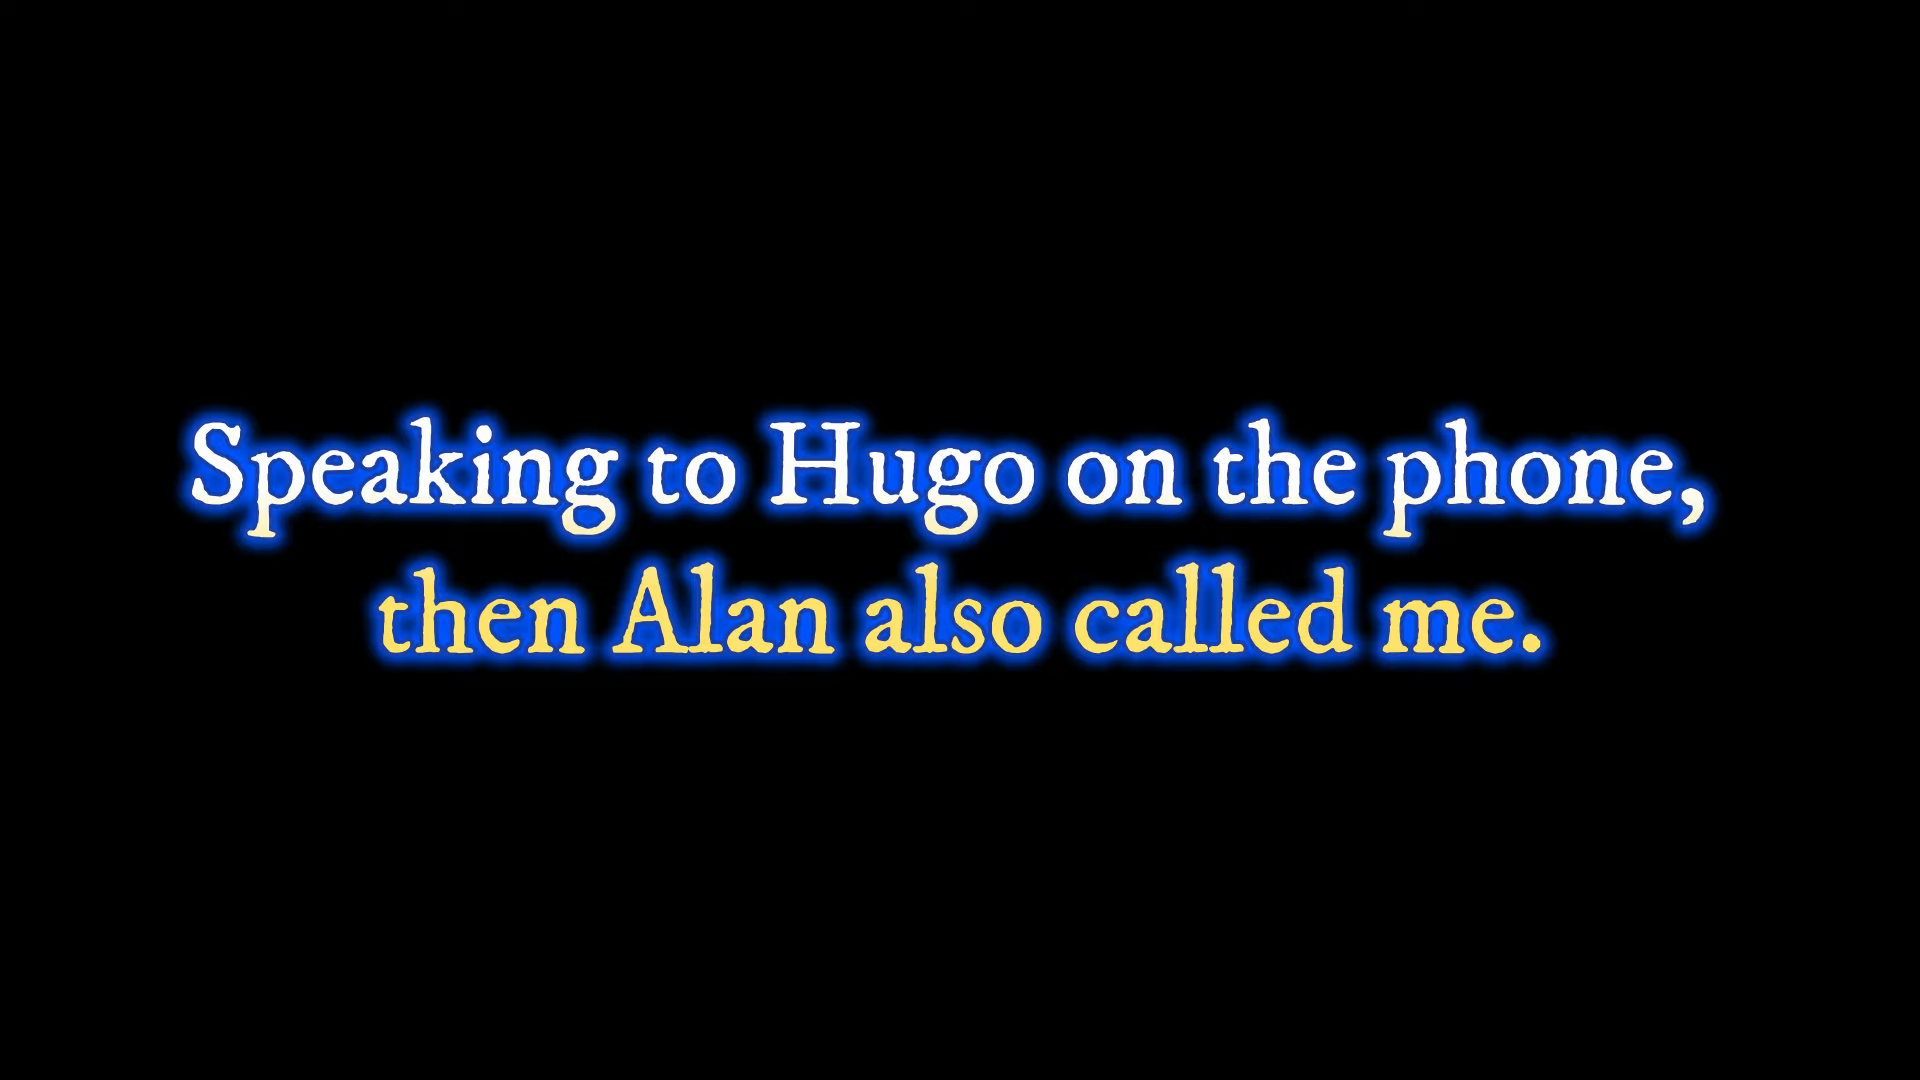 Speaking to Hugo on the phone,
then Alan also called me.